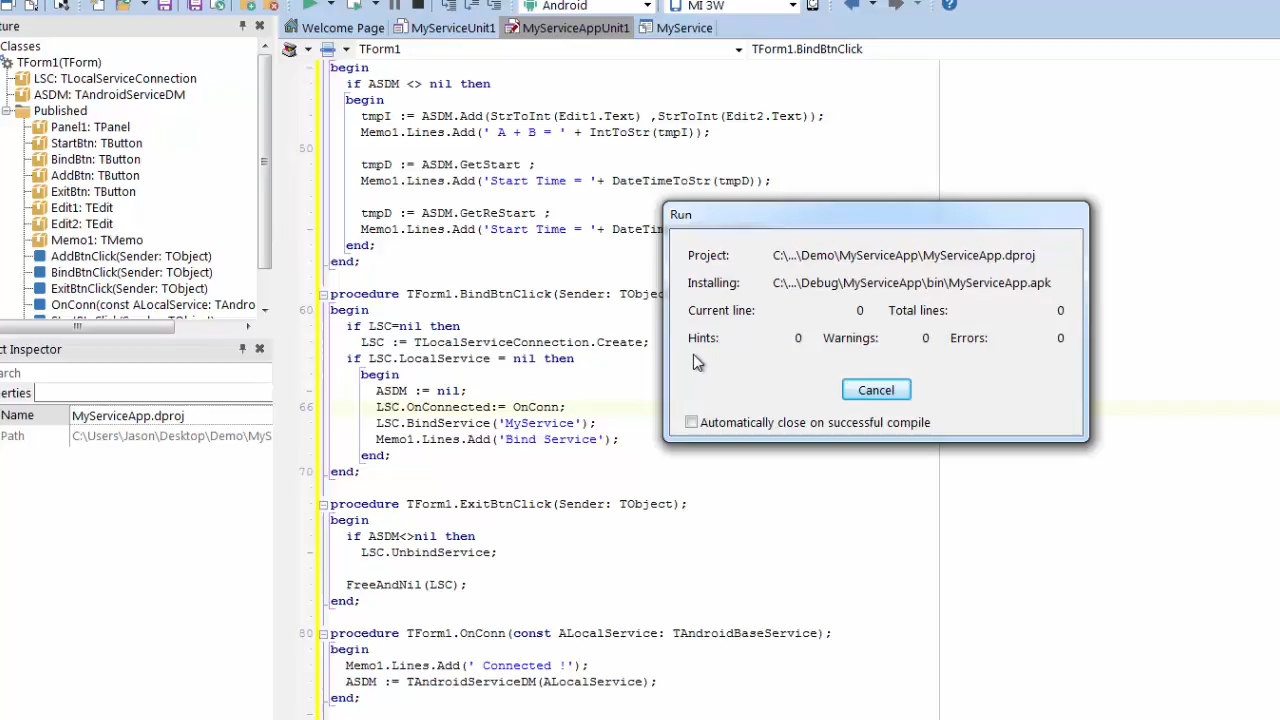 Android
MI 3W
ture
Welcome Page
MyServiceUnit1
MyServiceAppUnit1
MyService
Classes
TForm1(TForm)
LSC: TLocalServiceConnection
ASDM: TAndroidServiceDM
Published
Panel1: TPanel
StartBtn: TButton
BindBtn: TButton
AddBtn: TButton
ExitBtn: TButton
Edit1: TEdit
Edit2: TEdit
Memo1: TMemo
AddBtnClick(Sender: TObject)
BindBtnClick(Sender: TObject)
ExitBtnClick(Sender: TObject)
OnConn(const ALocalService: TAndro
ct Inspector
earch
erties
Name MyServiceApp.dproj
Path C:\Users\Jason\Desktop\Demo\MyS
TForm1
TForm1.BindBtnClick
begin
if ASDM <> nil then
begin
tmpI := ASDM.Add(StrToInt(Edit1.Text) ,StrToInt(Edit2.Text));
Memo1.Lines.Add(' A + B = ' + IntToStr(tmpI));
50
tmpD := ASDM.GetStart ;
Memo1.Lines.Add('Start Time = '+ DateTimeToStr(tmpD));
tmpD := ASDM.GetReStart ;
Memo1.Lines.Add('Start Time = '+ DateTim
end;
end;
procedure TForm1.BindBtnClick(Sender: TObjec
60 begin
if LSC=nil then
LSC := TLocalServiceConnection.Create;
if LSC.LocalService = nil then
begin
ASDM := nil;
66 LSC.OnConnected:= OnConn;
LSC.BindService('MyService');
Memo1.Lines.Add('Bind Service');
end;
70 end;
procedure TForm1.ExitBtnClick(Sender: TObject);
begin
if ASDM<>nil then
LSC.UnbindService;
FreeAndNil(LSC);
end;
80 procedure TForm1.OnConn(const ALocalService: TAndroidBaseService);
begin
Memo1.Lines.Add(' Connected !');
ASDM := TAndroidServiceDM(ALocalService);
end;
Run
Project: C:\...\Demo\MyServiceApp\MyServiceApp.dproj
Installing: C:\...\Debug\MyServiceApp\bin\MyServiceApp.apk
Current line: 0 Total lines: 0
Hints: 0 Warnings: 0 Errors: 0
Cancel
Automatically close on successful compile